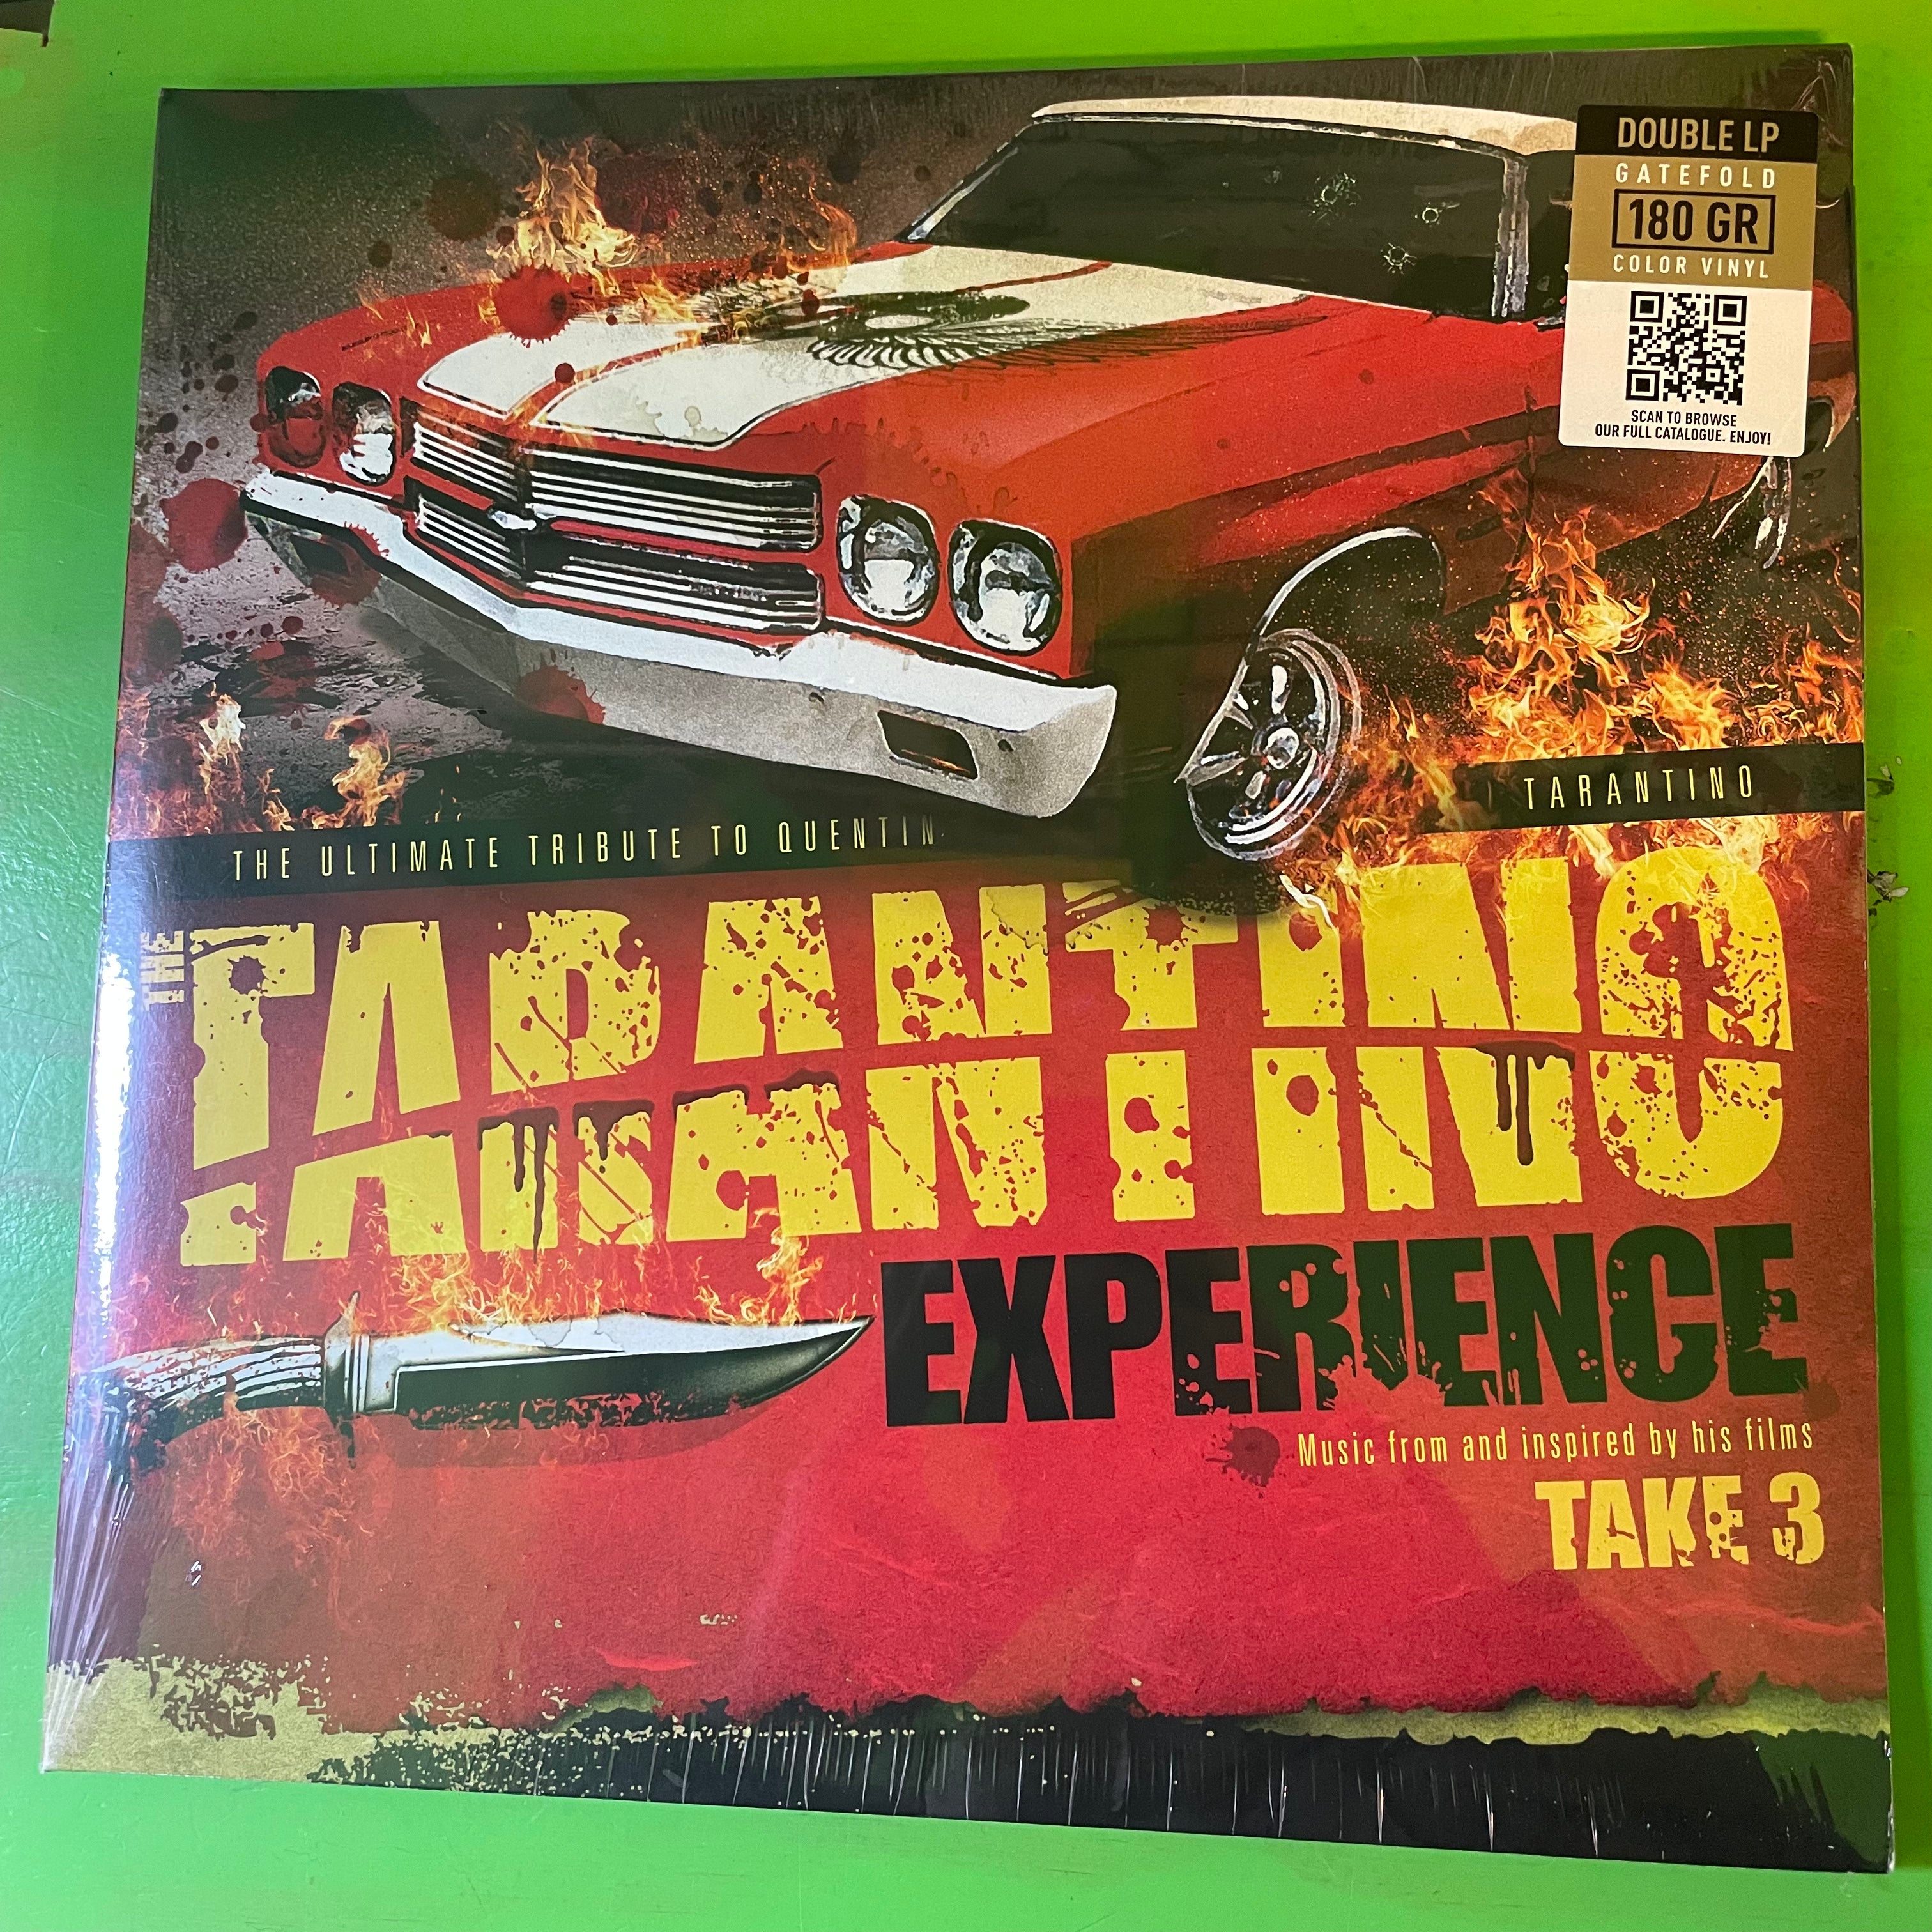 DOUBLE LP
GATEFOLD
180 GR
COLOR VINYL
SCAN TO BROWSE
OUR FULL CATALOGUE. ENJOY!
THE ULTIMATE TRIBUTE TO QUENTIN TARANTINO
THE
TARANTINO
EXPERIENCE
Music from and inspired by his films
TAKE 3